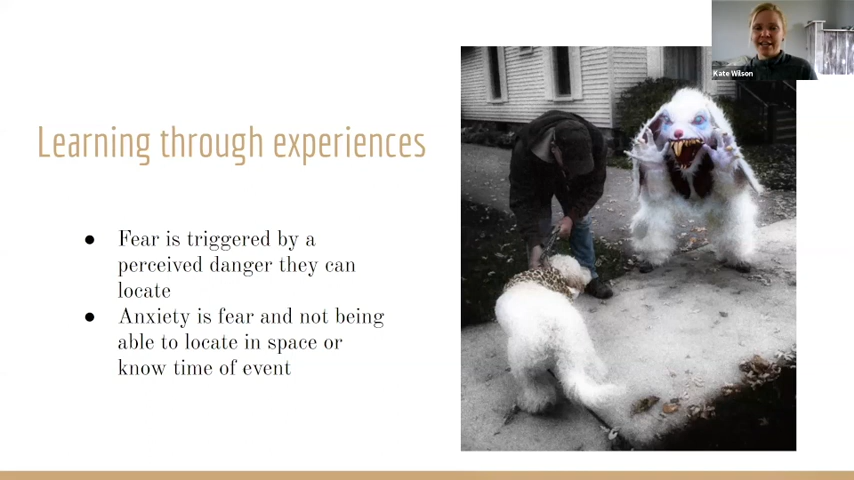 Kate Wilson
Learning through experiences
● Fear is triggered by a
perceived danger they can
locate
● Anxiety is fear and not being
able to locate in space or
know time of event